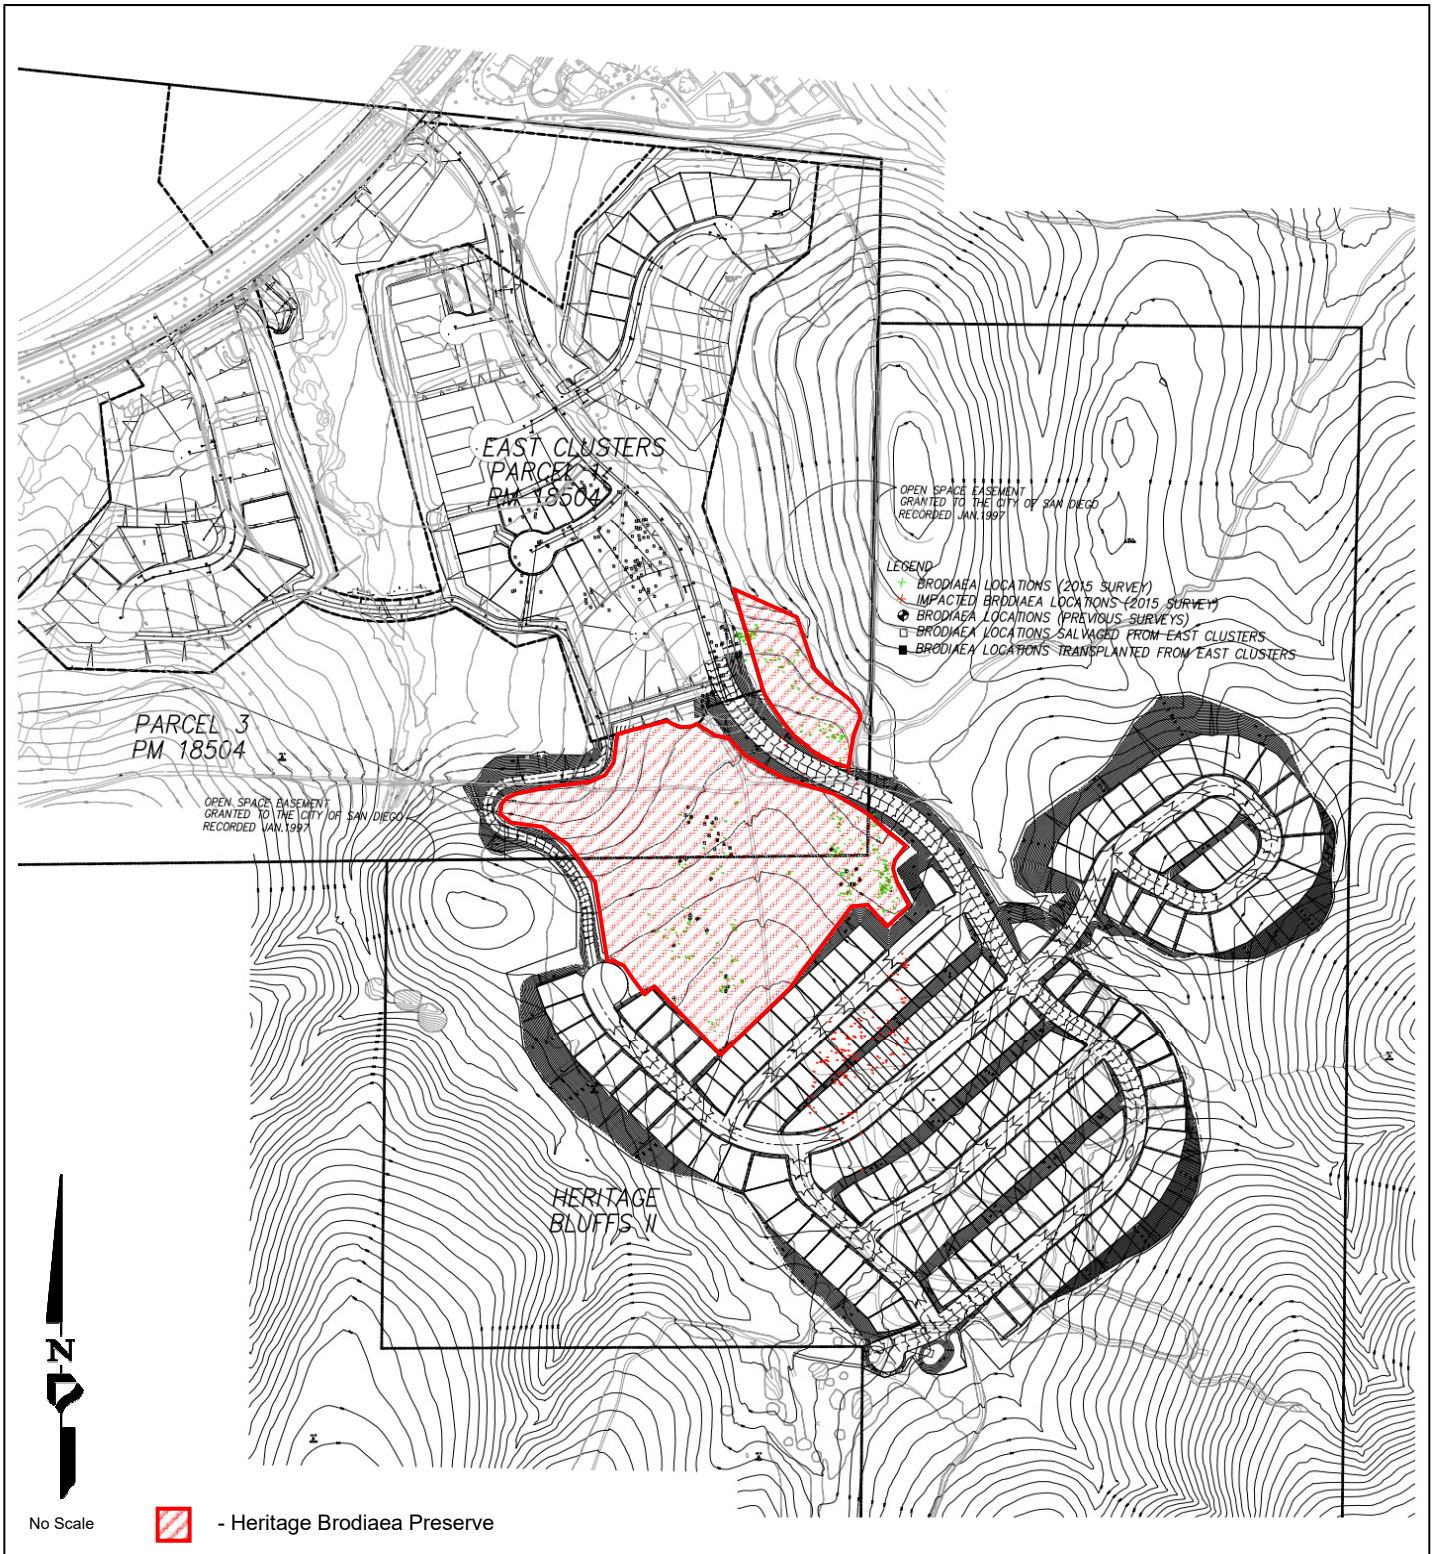 EAST CLUSTERS
PARCEL 1
PM 18504
OPEN SPACE EASEMENT
GRANTED TO THE CITY OF SAN DIEGO
RECORDED JAN.1997
LEGEND
BRODIAEA LOCATIONS (2015 SURVEY)
IMPACTED BRODIAEA LOCATIONS (2015 SURVEY)
BRODIAEA LOCATIONS (PREVIOUS SURVEYS)
BRODIAEA LOCATIONS SALVAGED FROM EAST CLUSTERS
BRODIAEA LOCATIONS TRANSPLANTED FROM EAST CLUSTERS
PARCEL 3
PM 18504
OPEN SPACE EASEMENT
GRANTED TO THE CITY OF SAN DIEGO
RECORDED JAN.1997
HERITAGE
BLUFFS II
N
No Scale
- Heritage Brodiaea Preserve